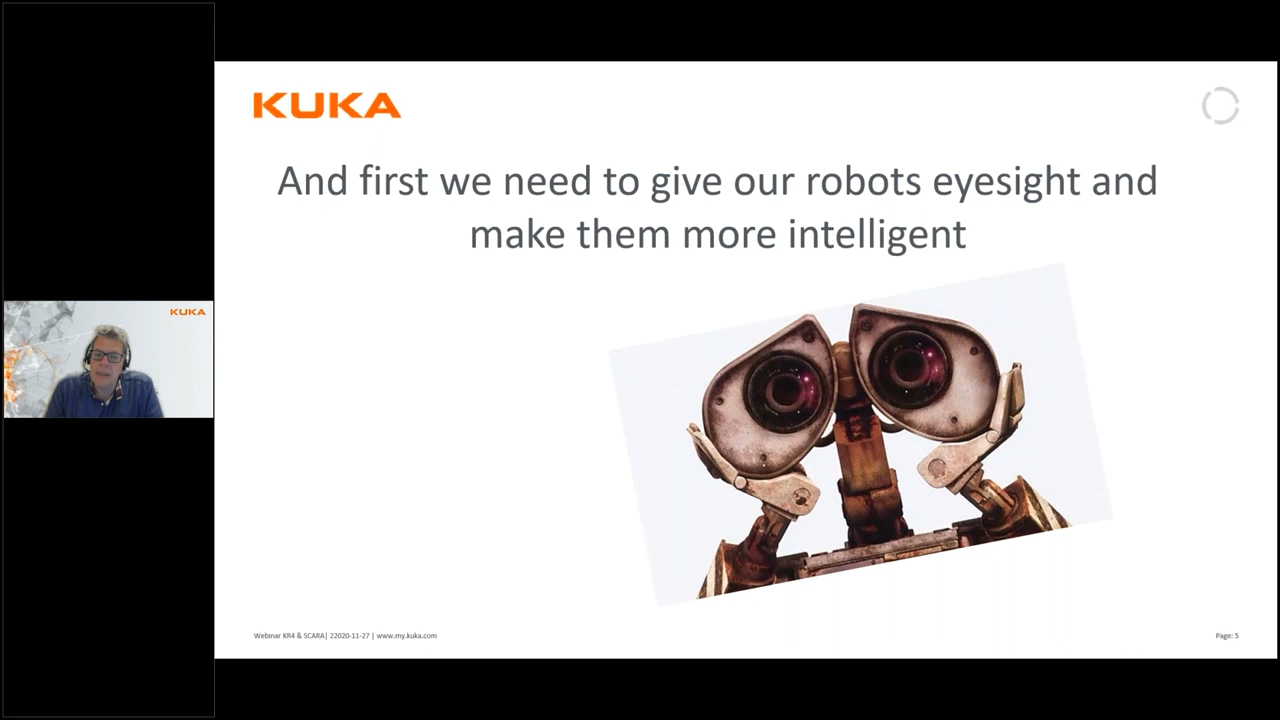 KUKA
And first we need to give our robots eyesight and
make them more intelligent
KUKA
Webinar KR4 & SCARA| 22020-11-27 | www.my.kuka.com
Page: 5